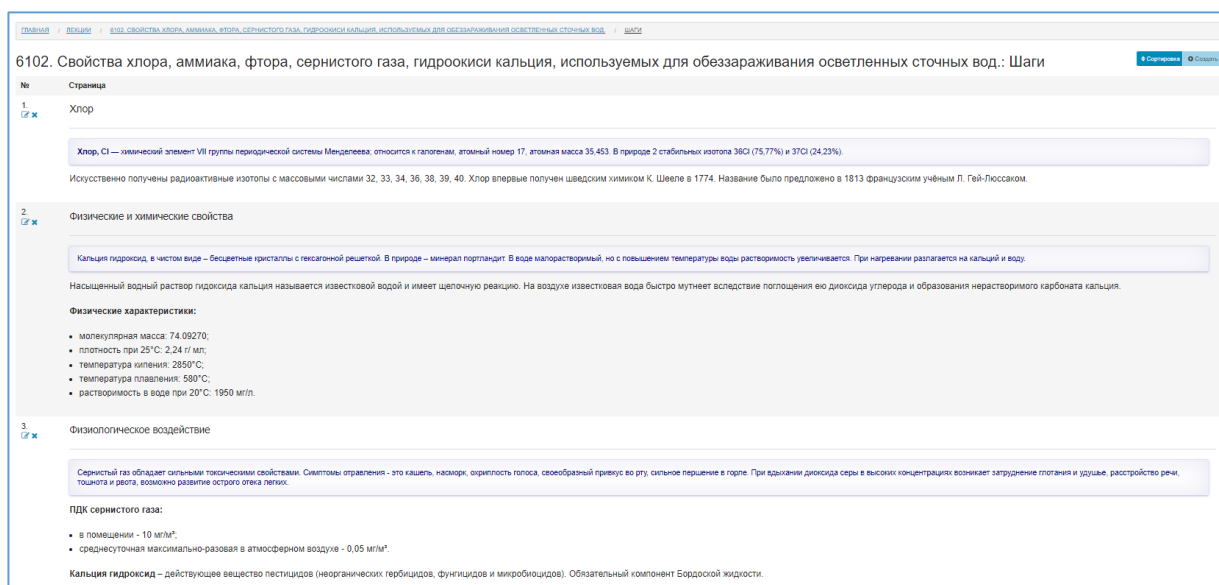 ГЛАВНАЯ / ЛЕКЦИИ / 6102. СВОЙСТВА ХЛОРА, АММИАКА, ФТОРА, СЕРНИСТОГО ГАЗА, ГИДРООКИСИ КАЛЬЦИЯ, ИСПОЛЬЗУЕМЫХ ДЛЯ ОБЕЗЗАРАЖИВАНИЯ ОСВЕТЛЕННЫХ СТОЧНЫХ ВОД. / ШАГИ
6102. Свойства хлора, аммиака, фтора, сернистого газа, гидроокиси кальция, используемых для обеззараживания осветленных сточных вод.: Шаги
Сортировка Создать
№ Страница
1. Хлор
Хлор, Cl — химический элемент VII группы периодической системы Менделеева; относится к галогенам, атомный номер 17, атомная масса 35,453. В природе 2 стабильных изотопа 36Cl (75,77%) и 37Cl (24,23%).
Искусственно получены радиоактивные изотопы с массовыми числами 32, 33, 34, 36, 38, 39, 40. Хлор впервые получен шведским химиком К. Шееле в 1774. Название было предложено в 1813 французским учёным Л. Гей-Люссаком.
2. Физические и химические свойства
Кальция гидроксид, в чистом виде – бесцветные кристаллы с гексагонной решеткой. В природе – минерал портландит. В воде малорастворимый, но с повышением температуры воды растворимость увеличивается. При нагревании разлагается на кальций и воду.
Насыщенный водный раствор гидоксида кальция называется известковой водой и имеет щелочную реакцию. На воздухе известковая вода быстро мутнеет вследствие поглощения ею диоксида углерода и образования нерастворимого карбоната кальция.
Физические характеристики:
• молекулярная масса: 74.09270;
• плотность при 25°С: 2,24 г/ мл;
• температура кипения: 2850°С;
• температура плавления: 580°С;
• растворимость в воде при 20°С: 1950 мг/л.
3. Физиологическое воздействие
Сернистый газ обладает сильными токсическими свойствами. Симптомы отравления - это кашель, насморк, охриплость голоса, своеобразный привкус во рту, сильное першение в горле. При вдыхании диоксида серы в высоких концентрациях возникает затруднение глотания и удушье, расстройство речи,
тошнота и рвота, возможно развитие острого отека легких.
ПДК сернистого газа:
• в помещении - 10 мг/м³;
• среднесуточная максимально-разовая в атмосферном воздухе - 0,05 мг/м³.
Кальция гидроксид – действующее вещество пестицидов (неорганических гербицидов, фунгицидов и микробиоцидов). Обязательный компонент Бордоской жидкости.